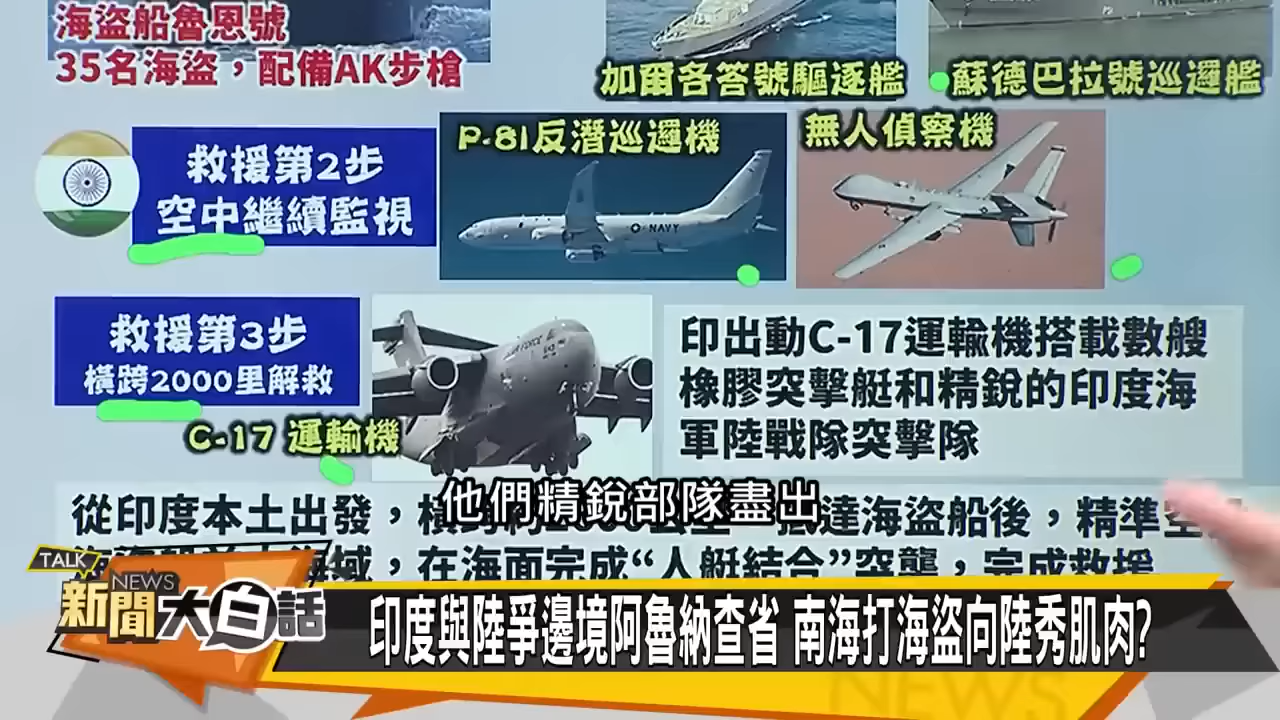 海盜船魯恩號
35名海盜，配備AK步槍
加爾各答號驅逐艦
蘇德巴拉號巡邏艦
救援第2步
空中繼續監視
P-8I反潛巡邏機
無人偵察機
NAVY
救援第3步
橫跨2000里解救
C-17 運輸機
AIR FORCE
印出動C-17運輸機搭載數艘
橡膠突擊艇和精銳的印度海
軍陸戰隊突擊隊
從印度本土出發，橫
達海盜船後，精準空
海域，在海面完成“人艇結合”突襲，完成救援
他們精銳部隊盡出
TALK
NEWS
新聞大白話
印度與陸爭邊境阿魯納查省 南海打海盜向陸秀肌肉?
NEWS